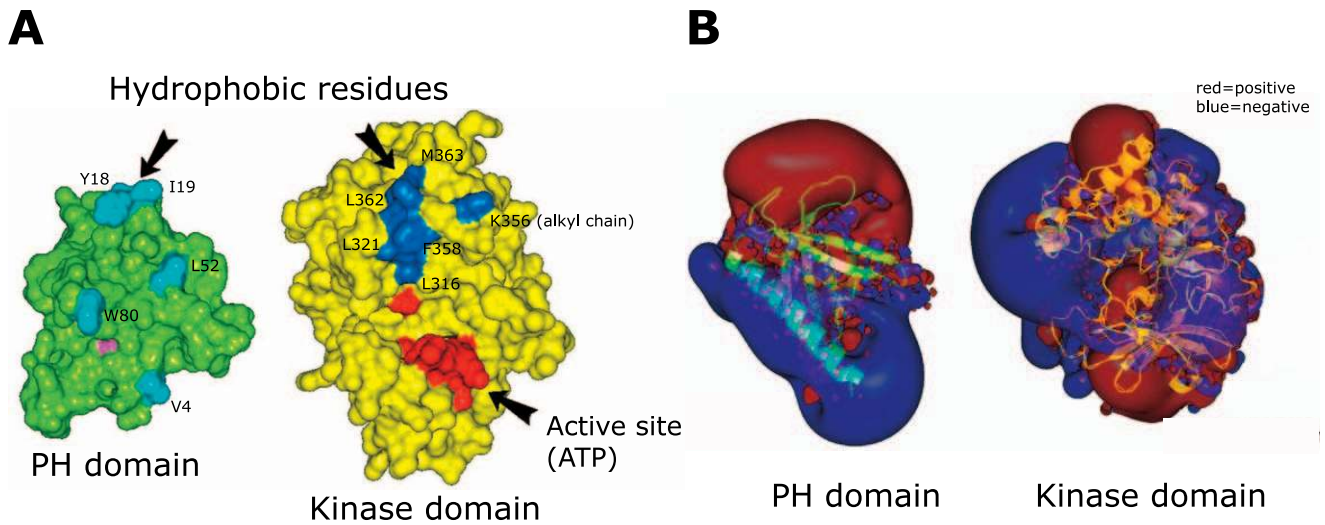 A
B
Hydrophobic residues
red=positive
blue=negative
M363
Y18
I19
L362
K356 (alkyl chain)
L321
F358
L52
L316
W80
V4
Active site
(ATP)
PH domain
Kinase domain
PH domain
Kinase domain